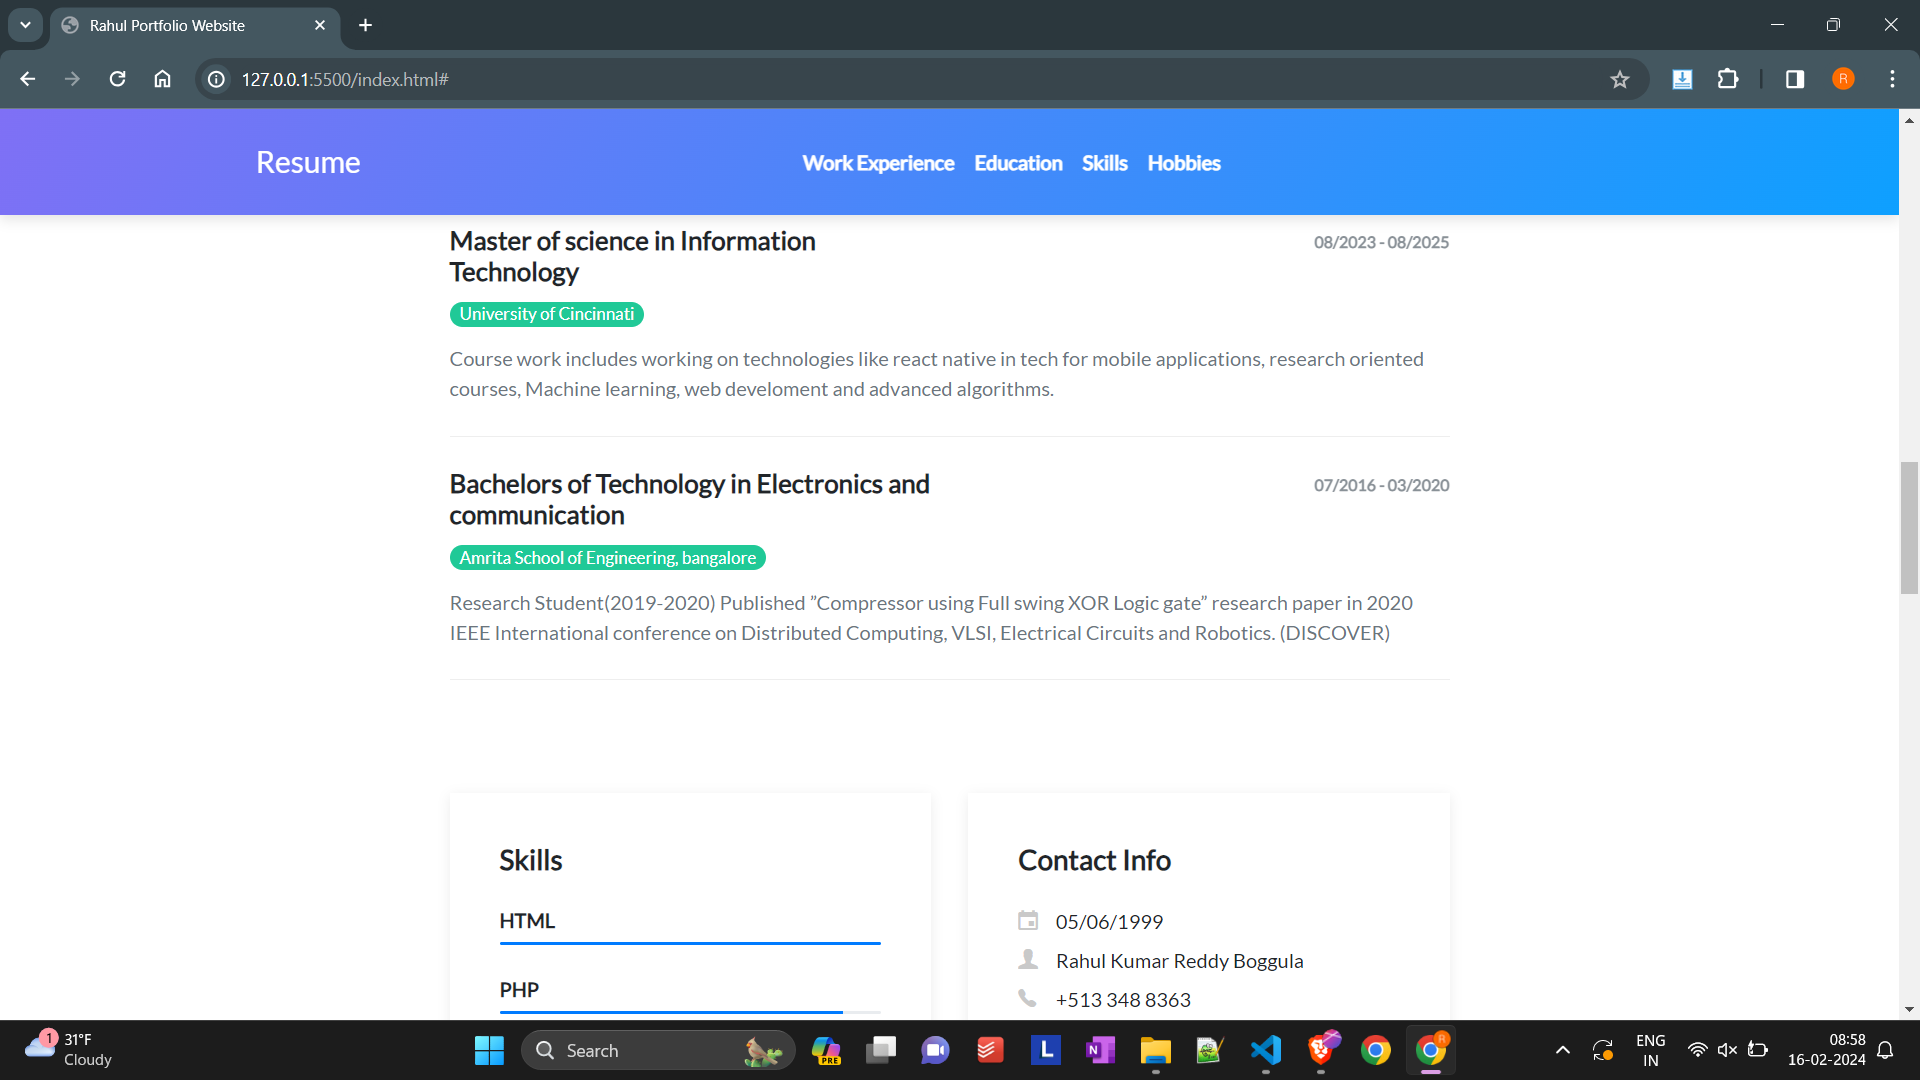 Rahul Portfolio Website
127.0.0.1:5500/index.html#
R
Resume
Work Experience Education Skills Hobbies
Master of science in Information
Technology
08/2023 - 08/2025
University of Cincinnati
Course work includes working on technologies like react native in tech for mobile applications, research oriented
courses, Machine learning, web develoment and advanced algorithms.
Bachelors of Technology in Electronics and
communication
07/2016 - 03/2020
Amrita School of Engineering, bangalore
Research Student(2019-2020) Published ”Compressor using Full swing XOR Logic gate” research paper in 2020
IEEE International conference on Distributed Computing, VLSI, Electrical Circuits and Robotics. (DISCOVER)
Skills
HTML
PHP
Contact Info
05/06/1999
Rahul Kumar Reddy Boggula
+513 348 8363
1
31°F
Cloudy
Search
PRE
L
N
R
ENG
IN
08:58
16-02-2024